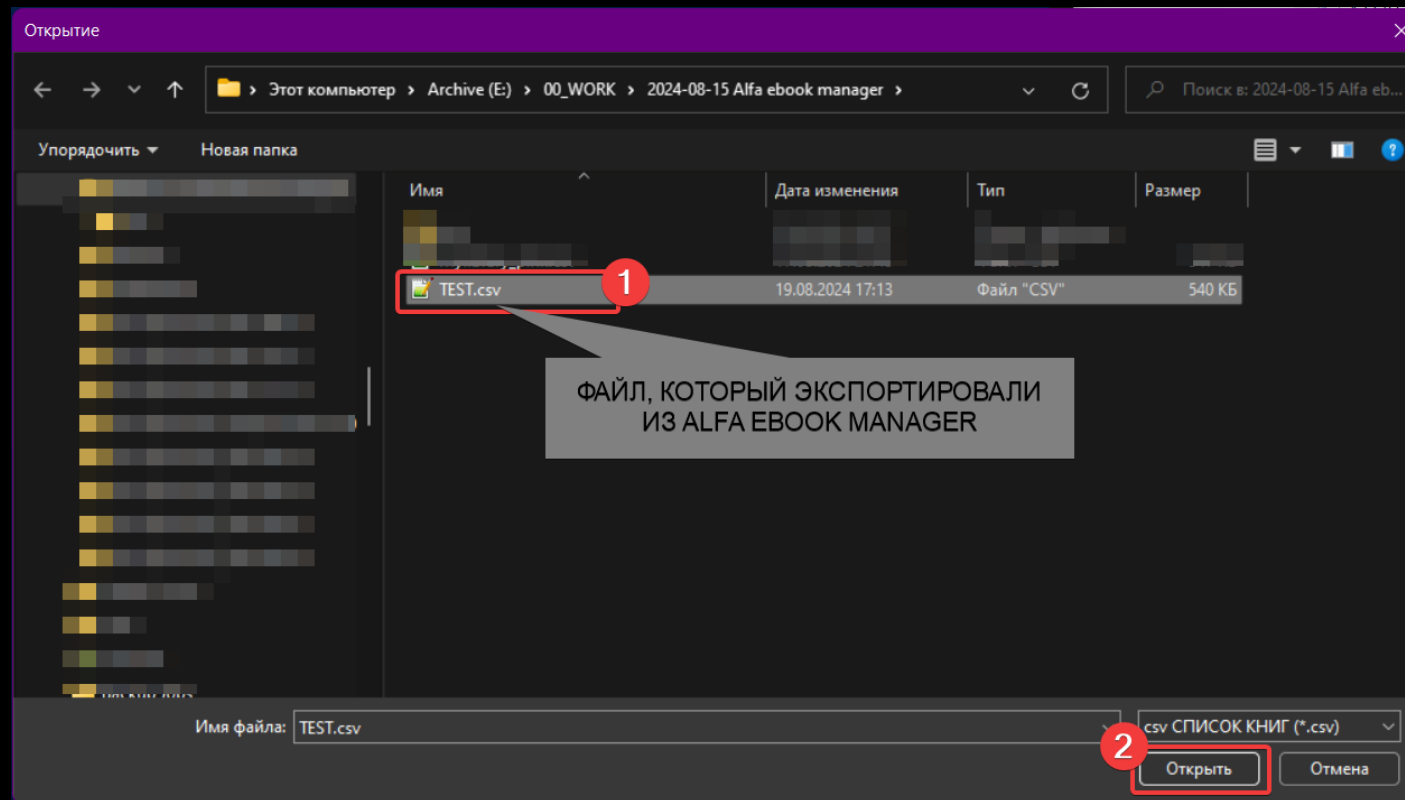 Открытие
Этот компьютер › Archive (E:) › 00_WORK › 2024-08-15 Alfa ebook manager ›
Поиск в: 2024-08-15 Alfa eb...
Упорядочить
Новая папка
Имя
Дата изменения
Тип
Размер
TEST.csv
1
19.08.2024 17:13
Файл "CSV"
540 КБ
ФАЙЛ, КОТОРЫЙ ЭКСПОРТИРОВАЛИ
ИЗ ALFA EBOOK MANAGER
Имя файла:
TEST.csv
csv СПИСОК КНИГ (*.csv)
2
Открыть
Отмена